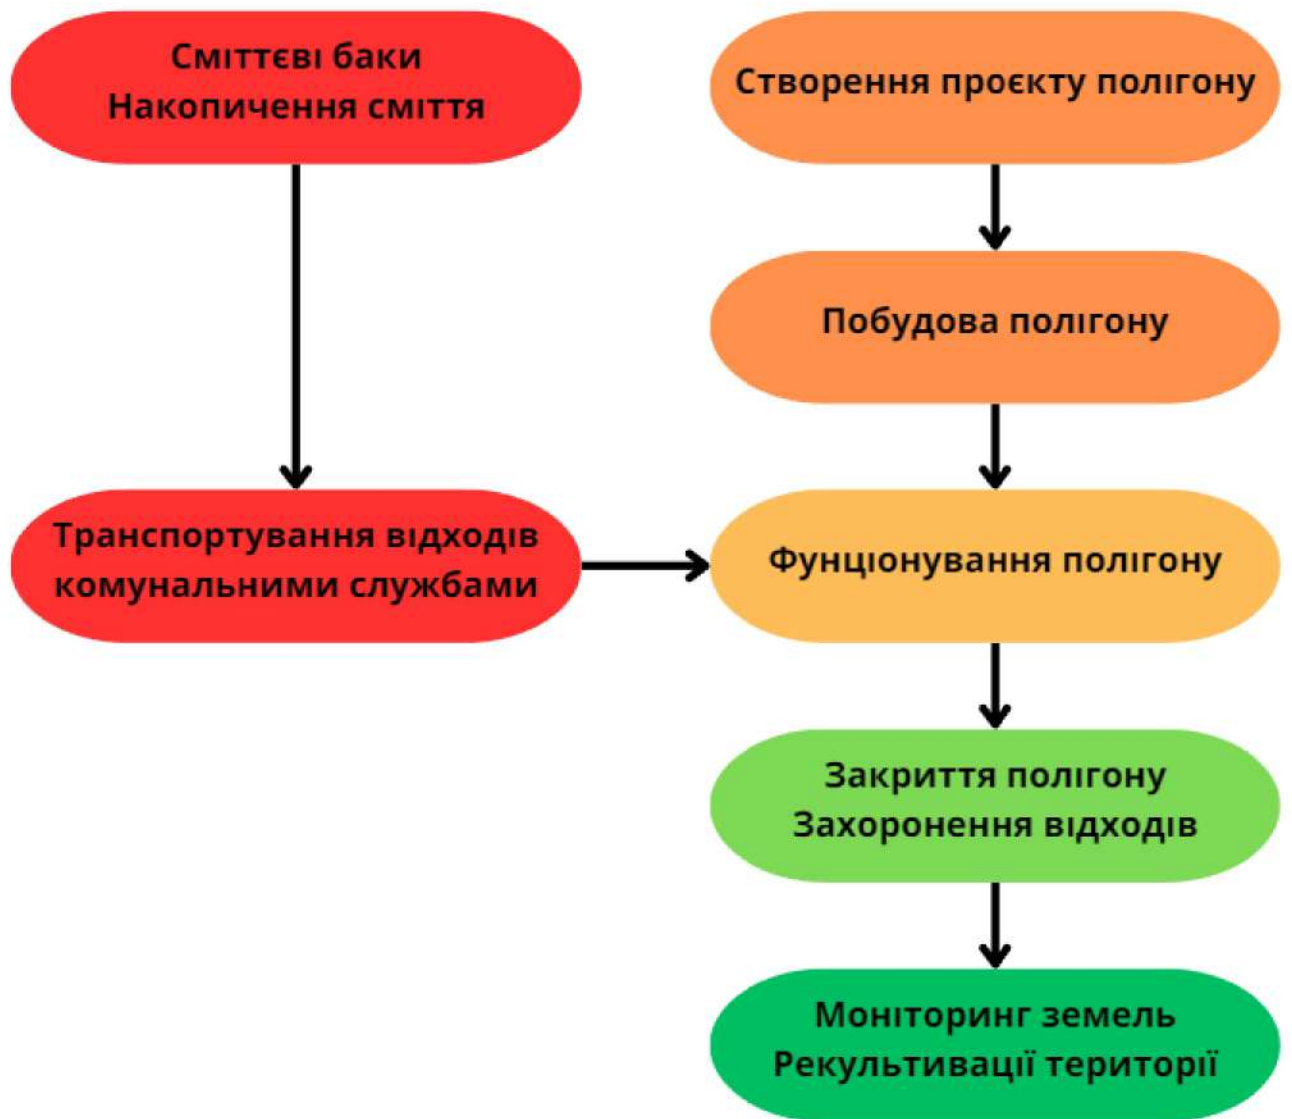 Сміттєві баки
Накопичення сміття
Створення проєкту полігону
Побудова полігону
Транспортування відходів
комунальними службами
Фунціонування полігону
Закриття полігону
Захоронення відходів
Моніторинг земель
Рекультивації території